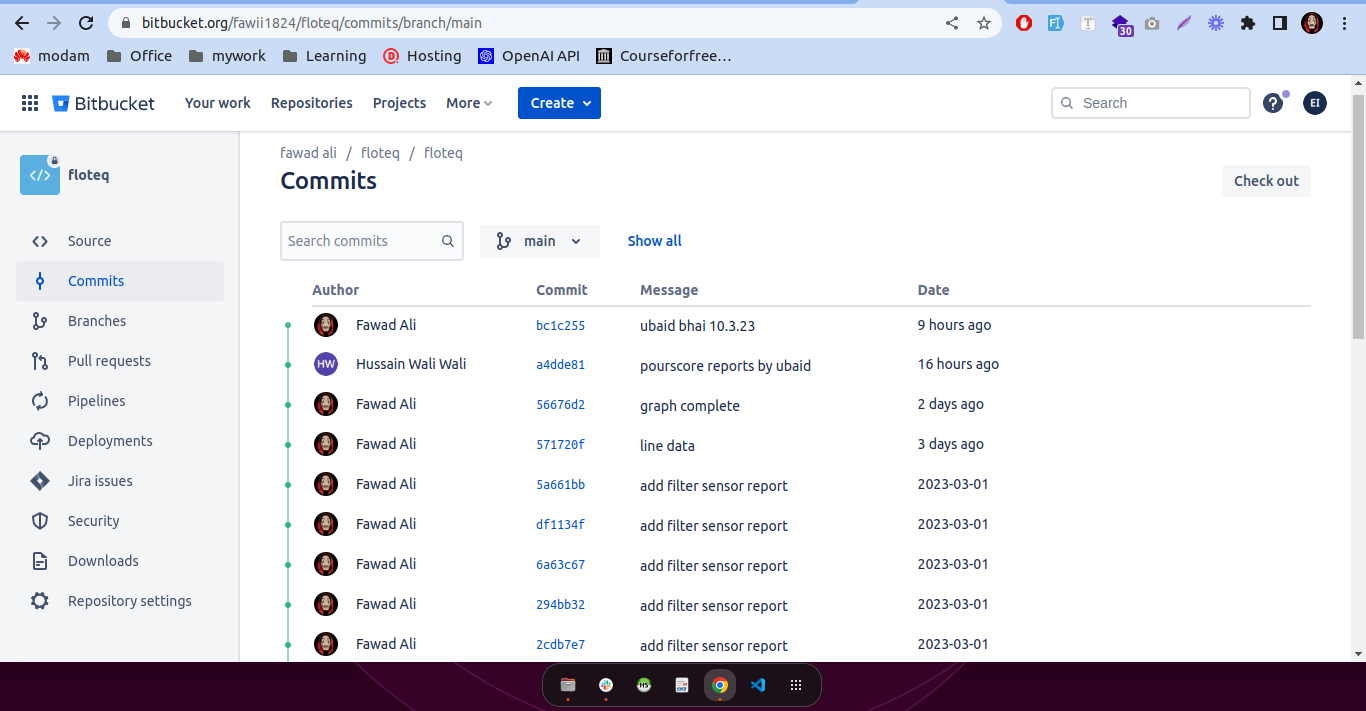 bitbucket.org/fawii1824/floteq/commits/branch/main
30
modam Office mywork Learning Hosting OpenAI API Courseforfree…
Bitbucket Your work Repositories Projects More Create Search ? EI
floteq
Source
Commits
Branches
Pull requests
Pipelines
Deployments
Jira issues
Security
Downloads
Repository settings
fawad ali / floteq / floteq
Commits
Check out
Search commits main Show all
Author Commit Message Date
Fawad Ali bc1c255 ubaid bhai 10.3.23 9 hours ago
HW Hussain Wali Wali a4dde81 pourscore reports by ubaid 16 hours ago
Fawad Ali 56676d2 graph complete 2 days ago
Fawad Ali 571720f line data 3 days ago
Fawad Ali 5a661bb add filter sensor report 2023-03-01
Fawad Ali df1134f add filter sensor report 2023-03-01
Fawad Ali 6a63c67 add filter sensor report 2023-03-01
Fawad Ali 294bb32 add filter sensor report 2023-03-01
Fawad Ali 2cdb7e7 add filter sensor report 2023-03-01